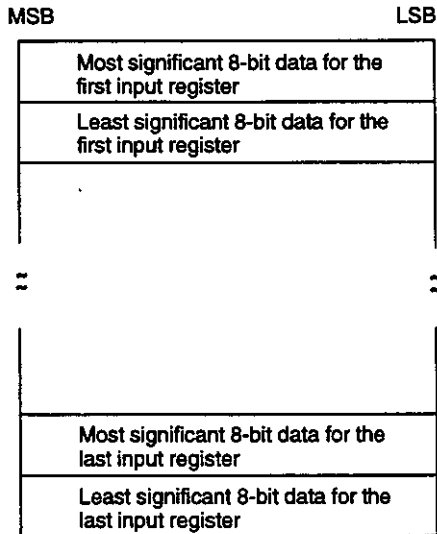 MSB LSB
Most significant 8-bit data for the
first input register
Least significant 8-bit data for the
first input register
Most significant 8-bit data for the
last input register
Least significant 8-bit data for the
last input register